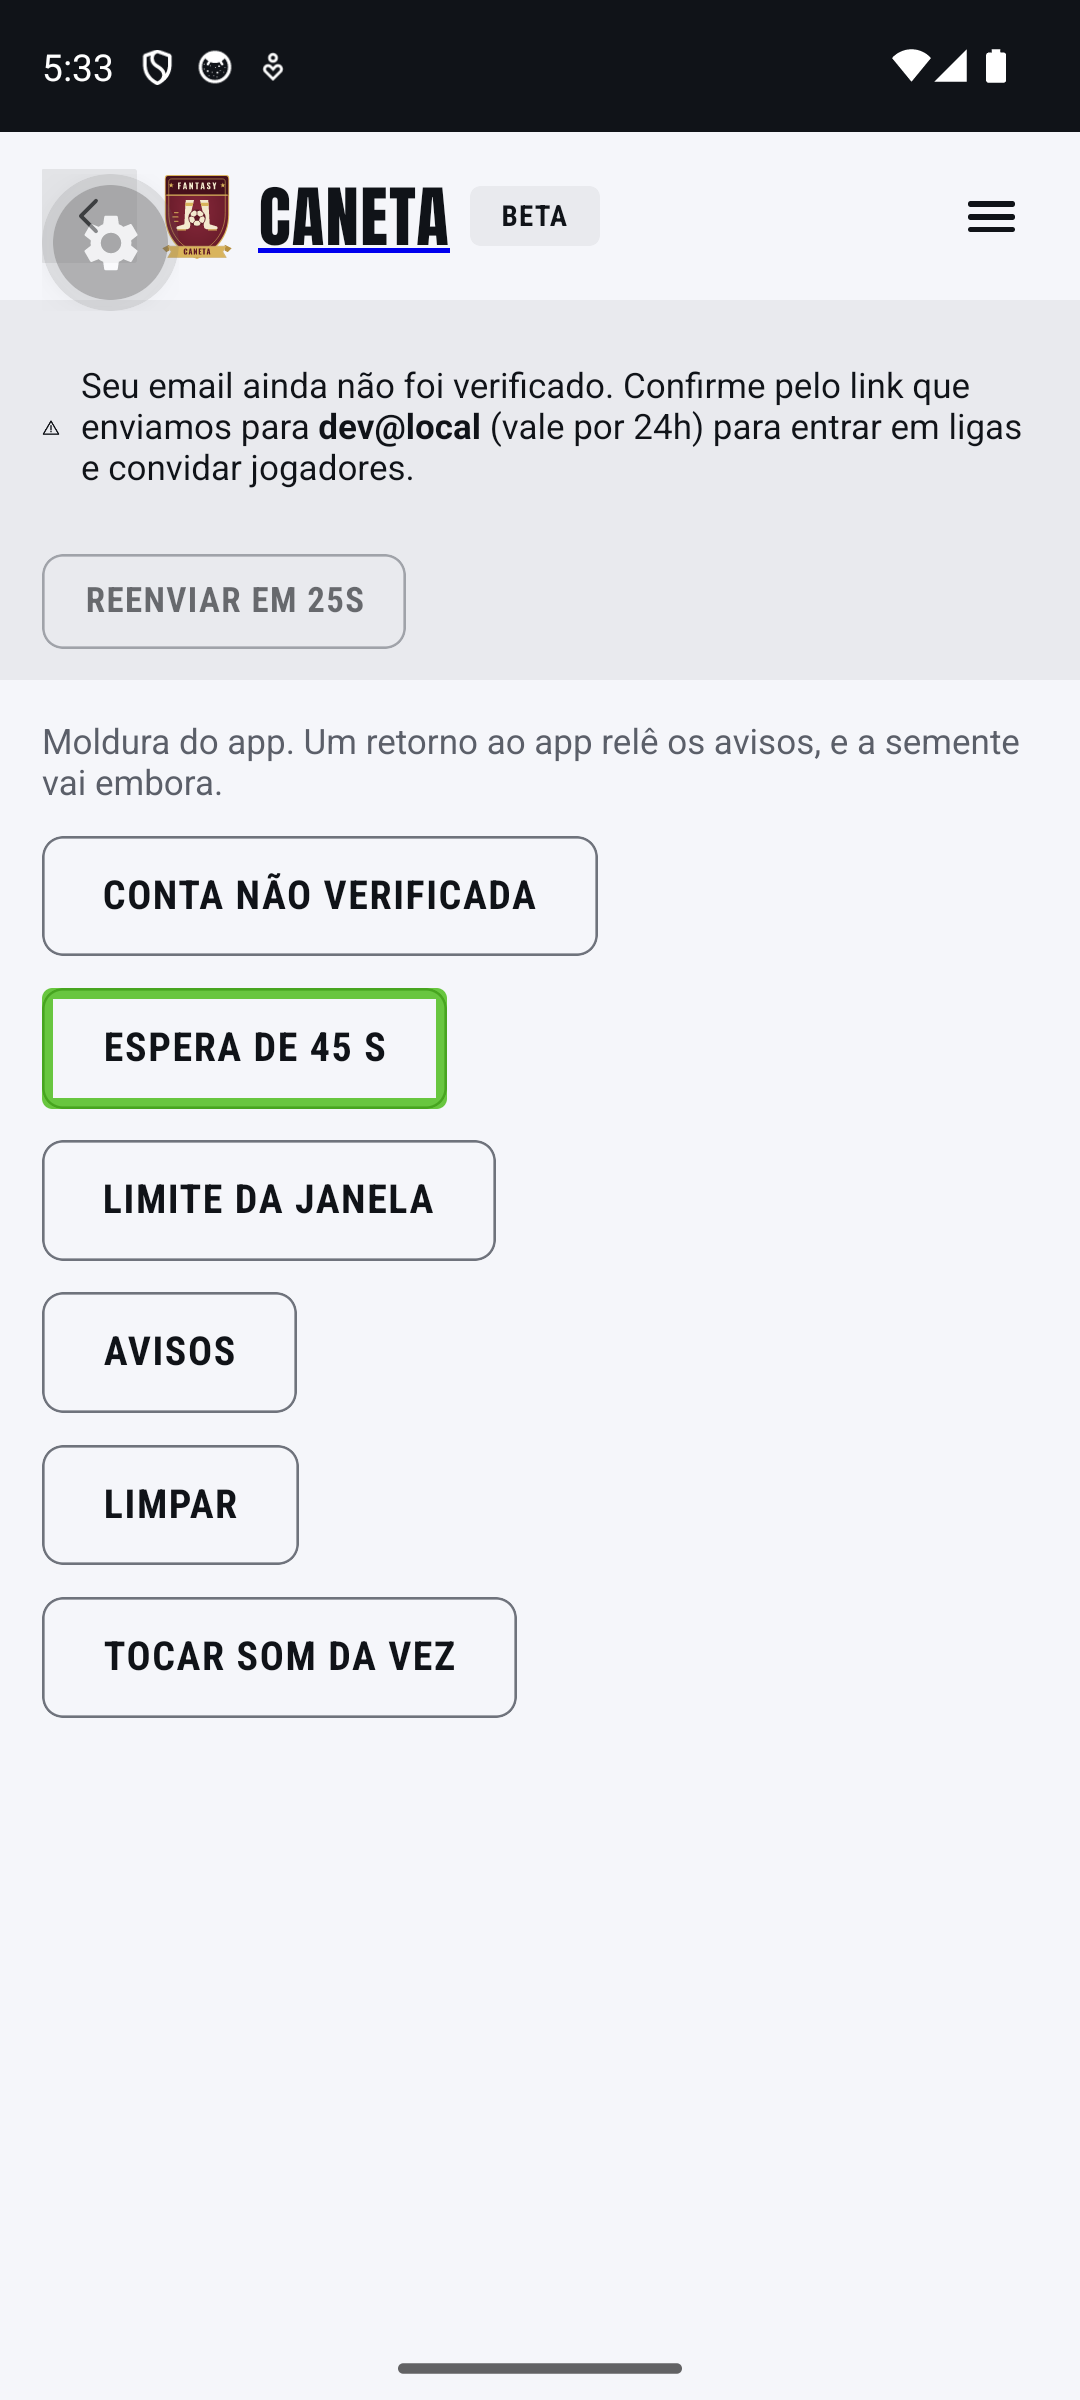 5:33
FANTASY
CANETA
CANETA
BETA
Seu email ainda não foi verificado. Confirme pelo link que
enviamos para dev@local (vale por 24h) para entrar em ligas
e convidar jogadores.
REENVIAR EM 25S
Moldura do app. Um retorno ao app relê os avisos, e a semente
vai embora.
CONTA NÃO VERIFICADA
ESPERA DE 45 S
LIMITE DA JANELA
AVISOS
LIMPAR
TOCAR SOM DA VEZ